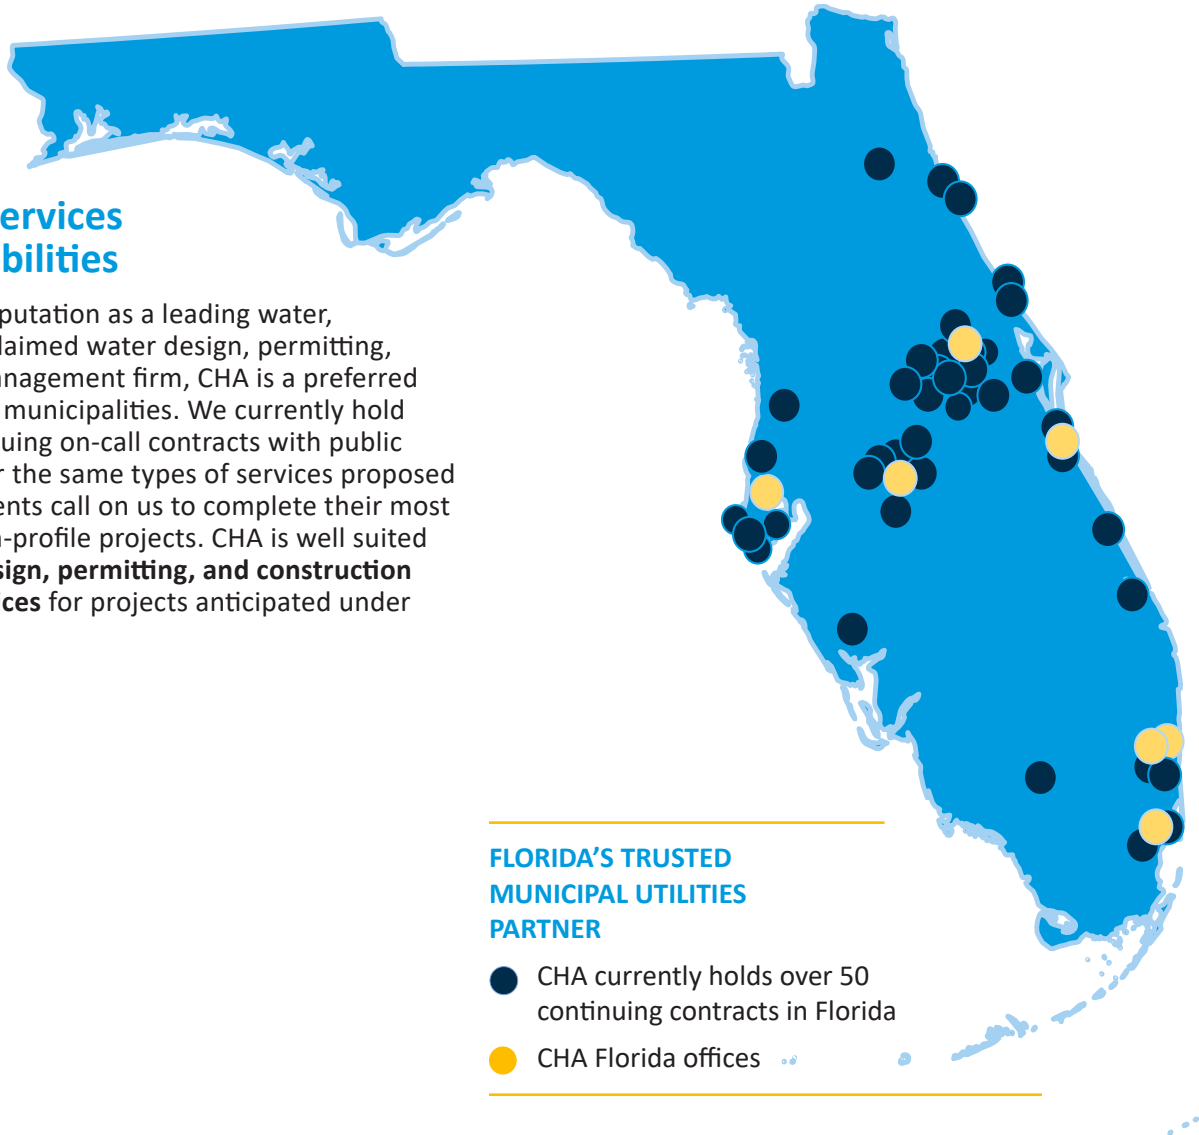 ervices
bilities
putation as a leading water,
laimed water design, permitting,
anagement firm, CHA is a preferred
municipalities. We currently hold
uing on-call contracts with public
r the same types of services proposed
ents call on us to complete their most
-profile projects. CHA is well suited
sign, permitting, and construction
ices for projects anticipated under
FLORIDA'S TRUSTED
MUNICIPAL UTILITIES
PARTNER
CHA currently holds over 50
continuing contracts in Florida
CHA Florida offices